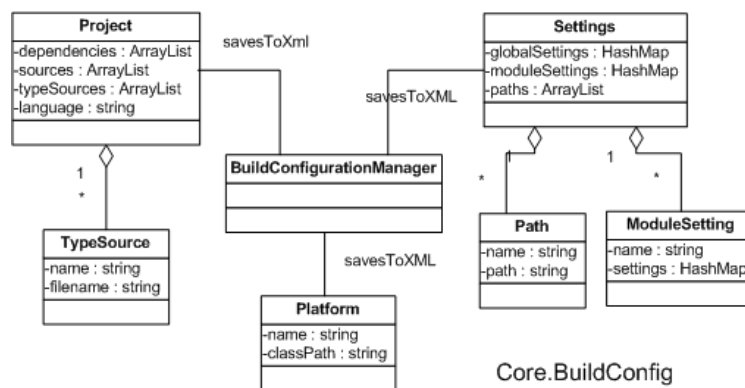 Project
-dependencies : ArrayList
-sources : ArrayList
-typeSources : ArrayList
-language : string
savesToXml
Settings
-globalSettings : HashMap
-moduleSettings : HashMap
-paths : ArrayList
savesToXML
1
*
BuildConfigurationManager
1
*
1
*
TypeSource
-name : string
-filename : string
savesToXML
Path
-name : string
-path : string
ModuleSetting
-name : string
-settings : HashMap
Platform
-name : string
-classPath : string
Core.BuildConfig